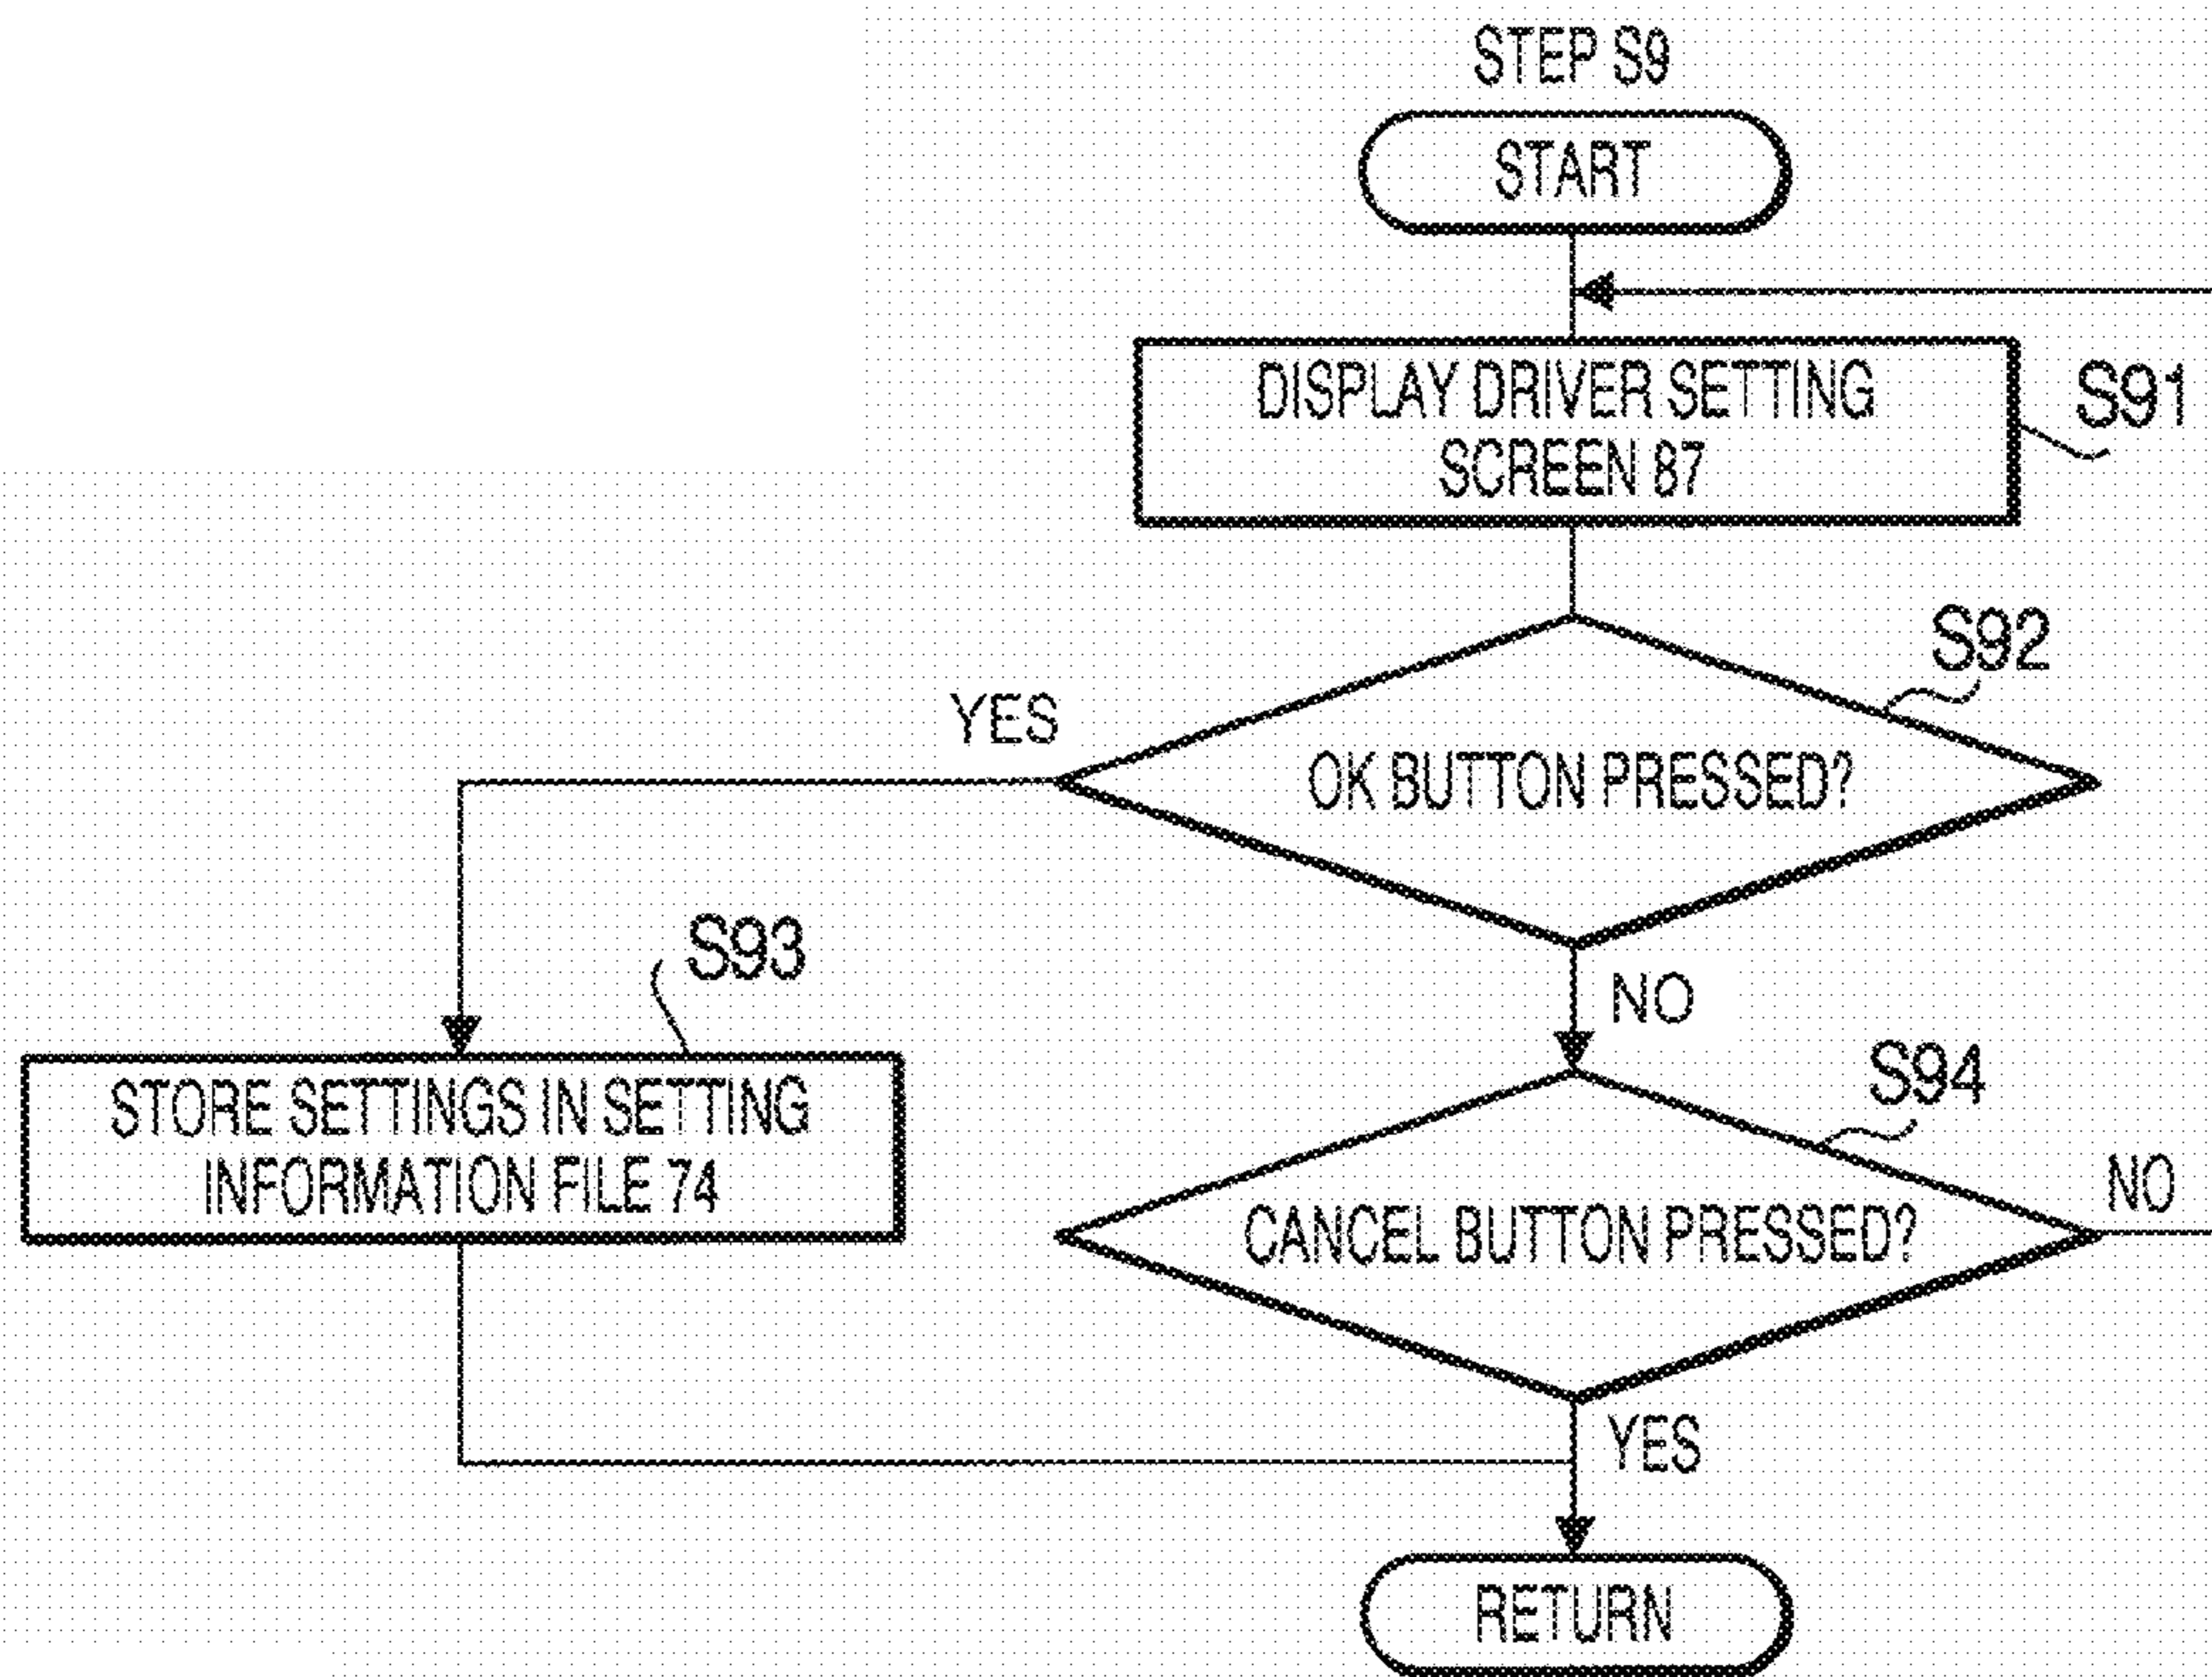 STEP S9
START
DISPLAY DRIVER SETTING
SCREEN 87
S91
S92
YES
OK BUTTON PRESSED?
NO
S93
STORE SETTINGS IN SETTING
INFORMATION FILE 74
S94
CANCEL BUTTON PRESSED?
NO
YES
RETURN